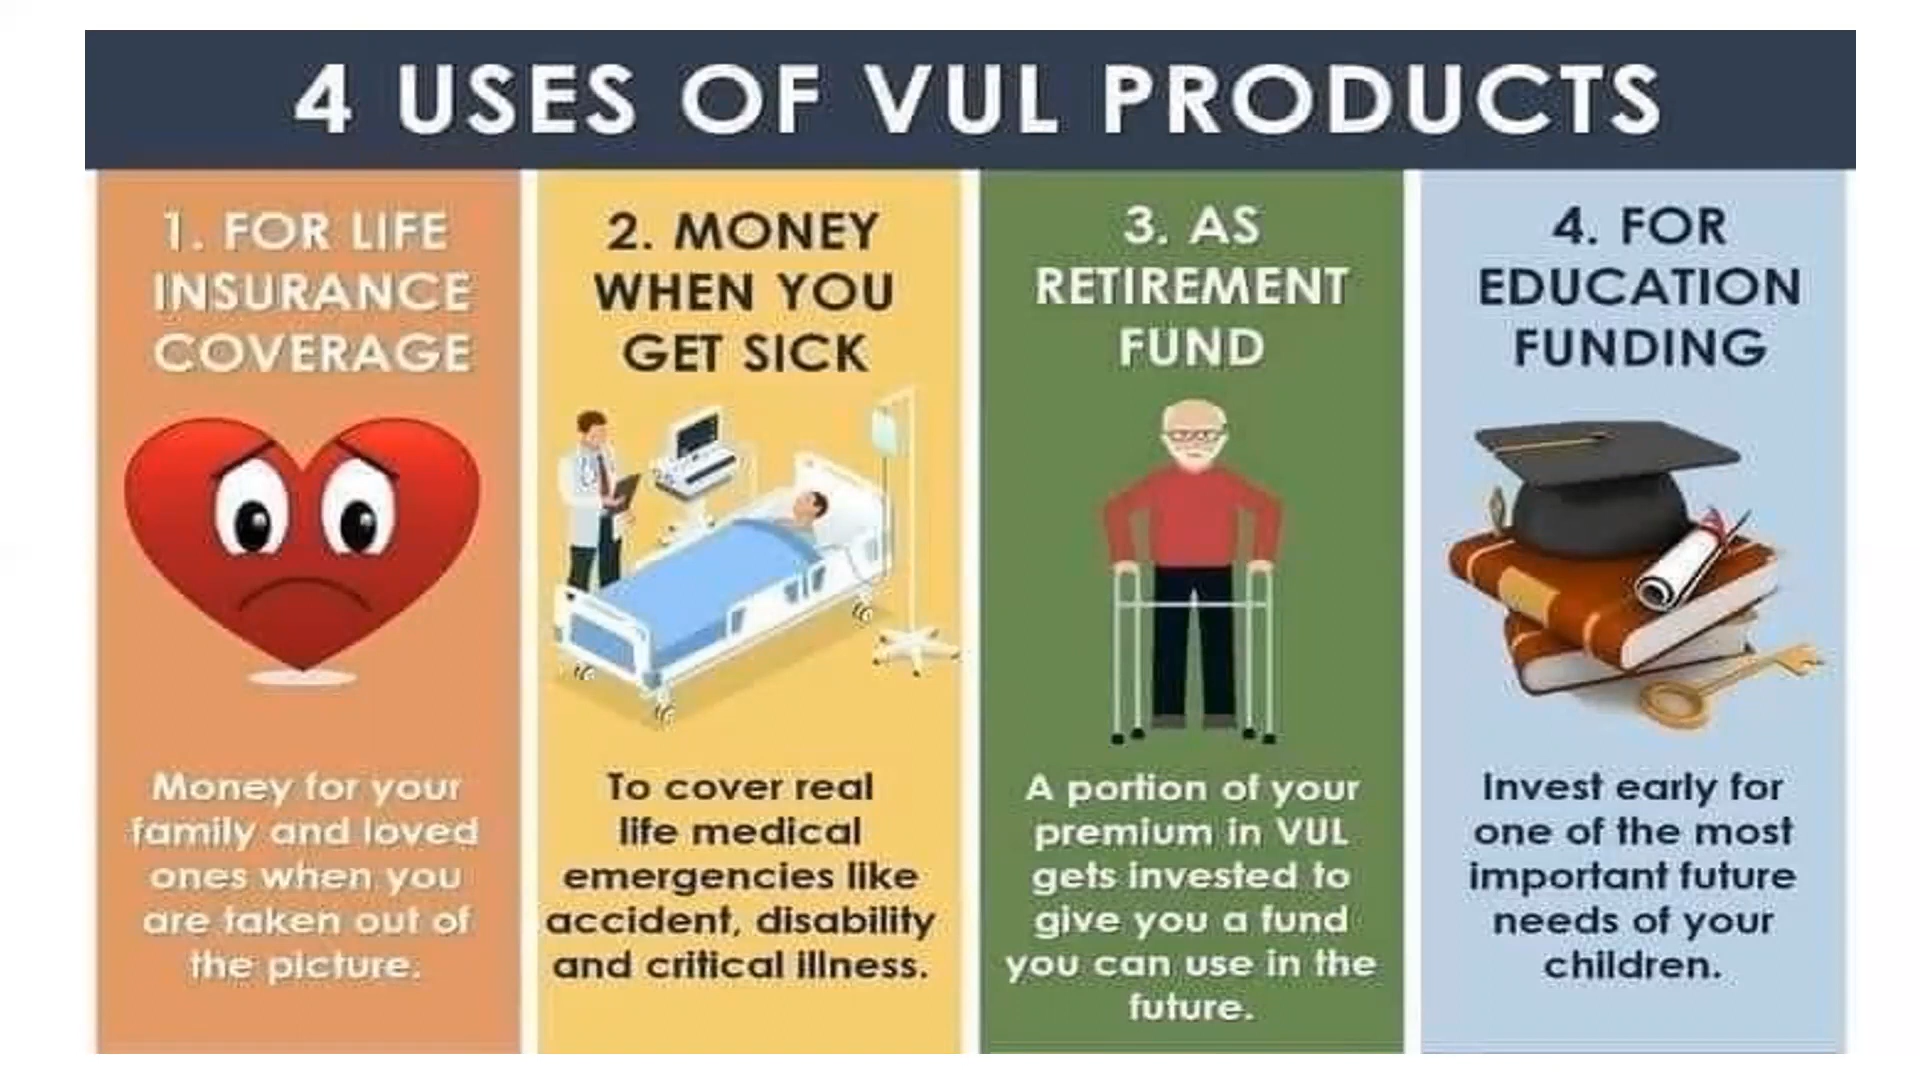 4 USES OF VUL PRODUCTS
1. FOR LIFE
INSURANCE
COVERAGE
Money for your
family and loved
ones when you
are taken out of
the picture.
2. MONEY
WHEN YOU
GET SICK
To cover real
life medical
emergencies like
accident, disability
and critical illness.
3. AS
RETIREMENT
FUND
A portion of your
premium in VUL
gets invested to
give you a fund
you can use in the
future.
4. FOR
EDUCATION
FUNDING
Invest early for
one of the most
important future
needs of your
children.